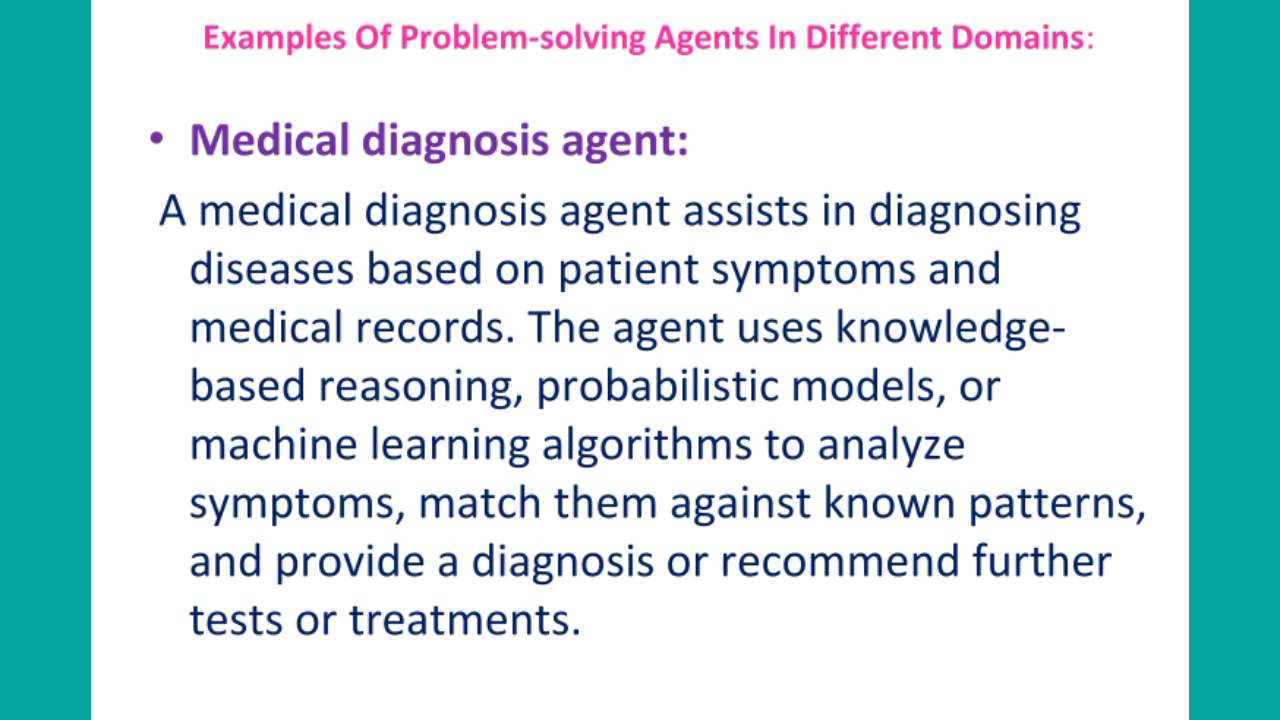 Examples Of Problem-solving Agents In Different Domains:
• Medical diagnosis agent:
A medical diagnosis agent assists in diagnosing
diseases based on patient symptoms and
medical records. The agent uses knowledge-
based reasoning, probabilistic models, or
machine learning algorithms to analyze
symptoms, match them against known patterns,
and provide a diagnosis or recommend further
tests or treatments.